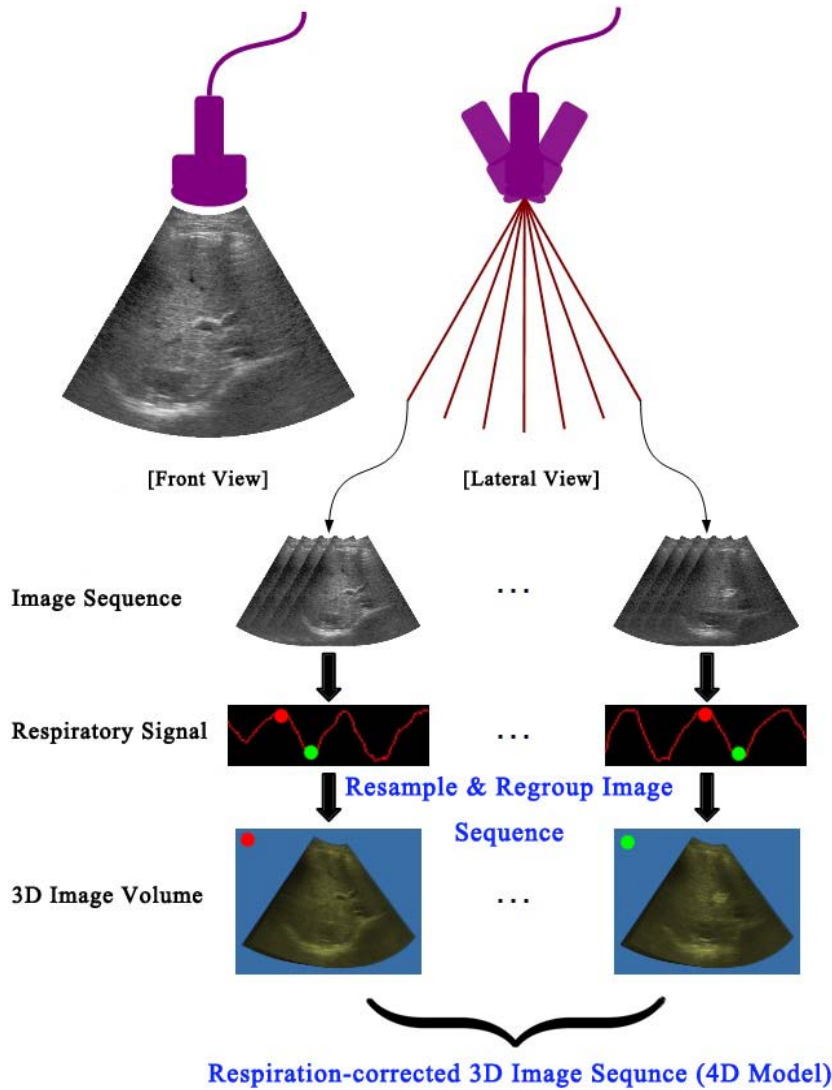 [Front View]
[Lateral View]
Image Sequence
...
Respiratory Signal
...
Resample & Regroup Image
Sequence
3D Image Volume
...
Respiration-corrected 3D Image Sequnce (4D Model)